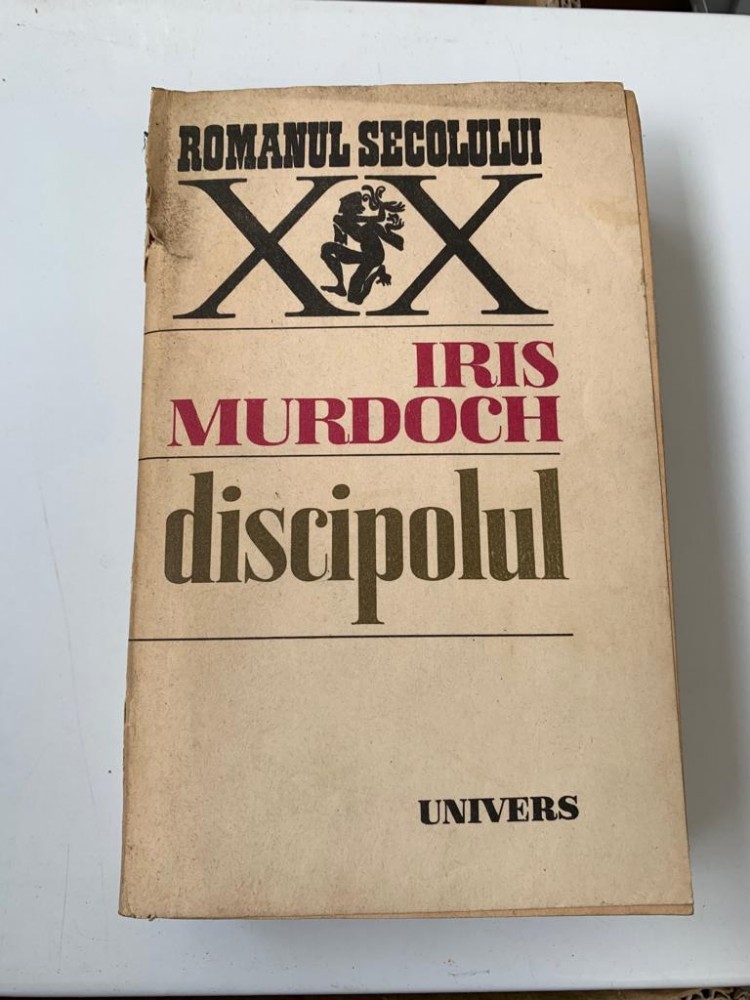 ROMANUL SECOLULUI
XX
IRIS
MURDOCH
discipolul
UNIVERS